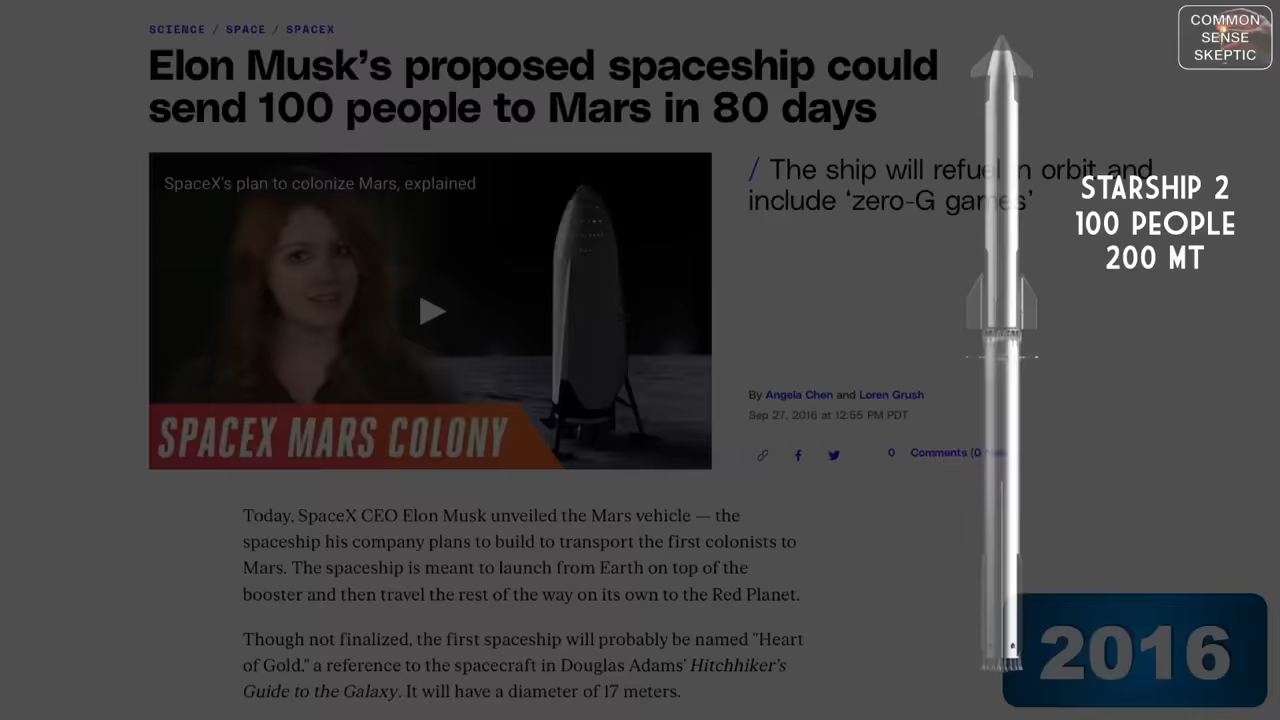 SCIENCE / SPACE / SPACEX
Elon Musk's proposed spaceship could
send 100 people to Mars in 80 days
COMMON
SENSE
SKEPTIC
SpaceX's plan to colonize Mars, explained
SPACEX MARS COLONY
/ The ship will refuel in orbit and
include ‘zero-G games’
STARSHIP 2
100 PEOPLE
200 MT
By Angela Chen and Loren Grush
Sep 27, 2016 at 12:55 PM PDT
0 Comments (0
Today, SpaceX CEO Elon Musk unveiled the Mars vehicle — the
spaceship his company plans to build to transport the first colonists to
Mars. The spaceship is meant to launch from Earth on top of the
booster and then travel the rest of the way on its own to the Red Planet.
Though not finalized, the first spaceship will probably be named "Heart
of Gold," a reference to the spacecraft in Douglas Adams' Hitchhiker's
Guide to the Galaxy. It will have a diameter of 17 meters.
2016